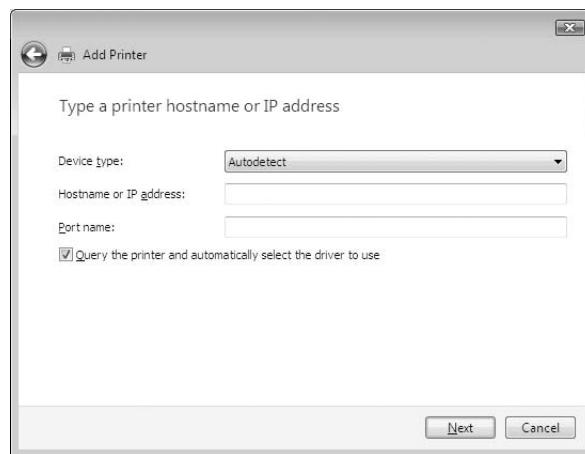 Add Printer
Type a printer hostname or IP address
Device type: Autodetect
Hostname or IP address:
Port name:
Query the printer and automatically select the driver to use
Next Cancel